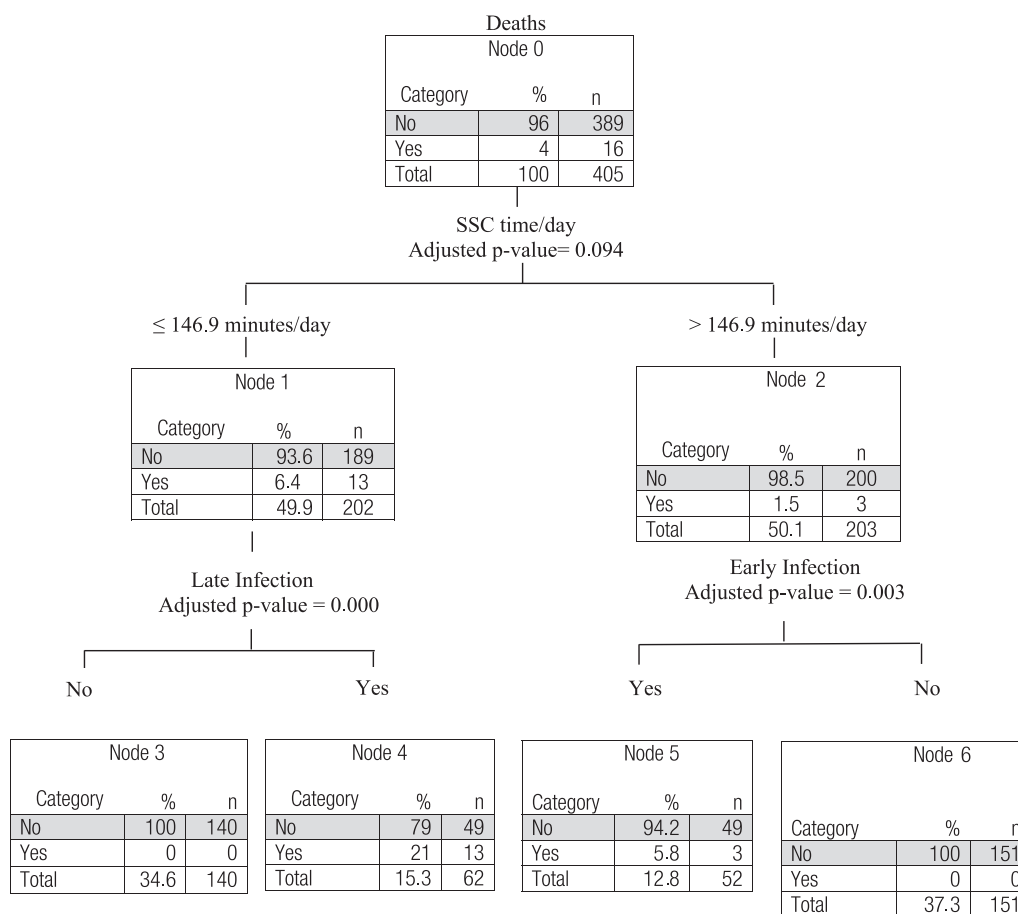 Deaths
Node 0
Category % n
No 96 389
Yes 4 16
Total 100 405
SSC time/day
Adjusted p-value= 0.094
≤ 146.9 minutes/day
> 146.9 minutes/day
Node 1
Category % n
No 93.6 189
Yes 6.4 13
Total 49.9 202
Node 2
Category % n
No 98.5 200
Yes 1.5 3
Total 50.1 203
Late Infection
Adjusted p-value = 0.000
Early Infection
Adjusted p-value = 0.003
No
Yes
Yes
No
Node 3
Category % n
No 100 140
Yes 0 0
Total 34.6 140
Node 4
Category % n
No 79 49
Yes 21 13
Total 15.3 62
Node 5
Category % n
No 94.2 49
Yes 5.8 3
Total 12.8 52
Node 6
Category % n
No 100 151
Yes 0 0
Total 37.3 151